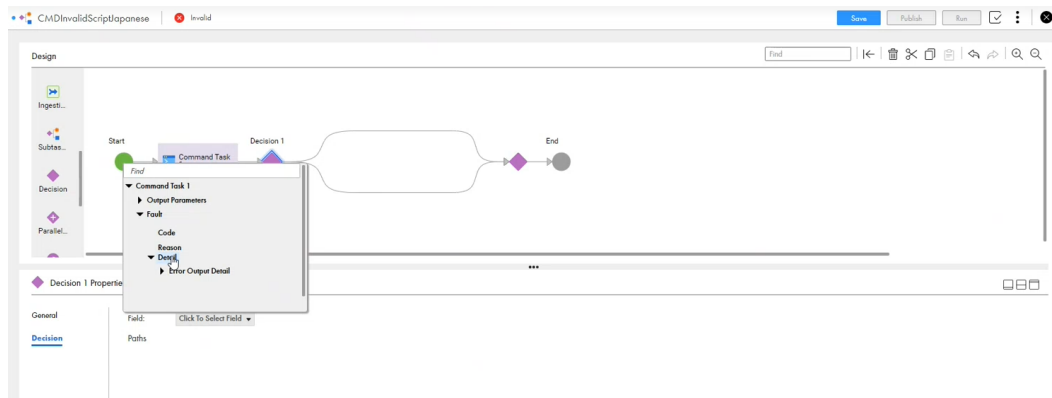 CMDInvalidScriptJapanese
Invalid
Save
Publish
Run
Design
Find
Ingesti...
Subtas...
Decision
Parallel...
Start
Command Task
Decision 1
End
Find
Command Task 1
Output Parameters
Fault
Code
Reason
Detail
Error Output Detail
Decision 1 Propertie
General
Decision
Field:
Click To Select Field
Paths